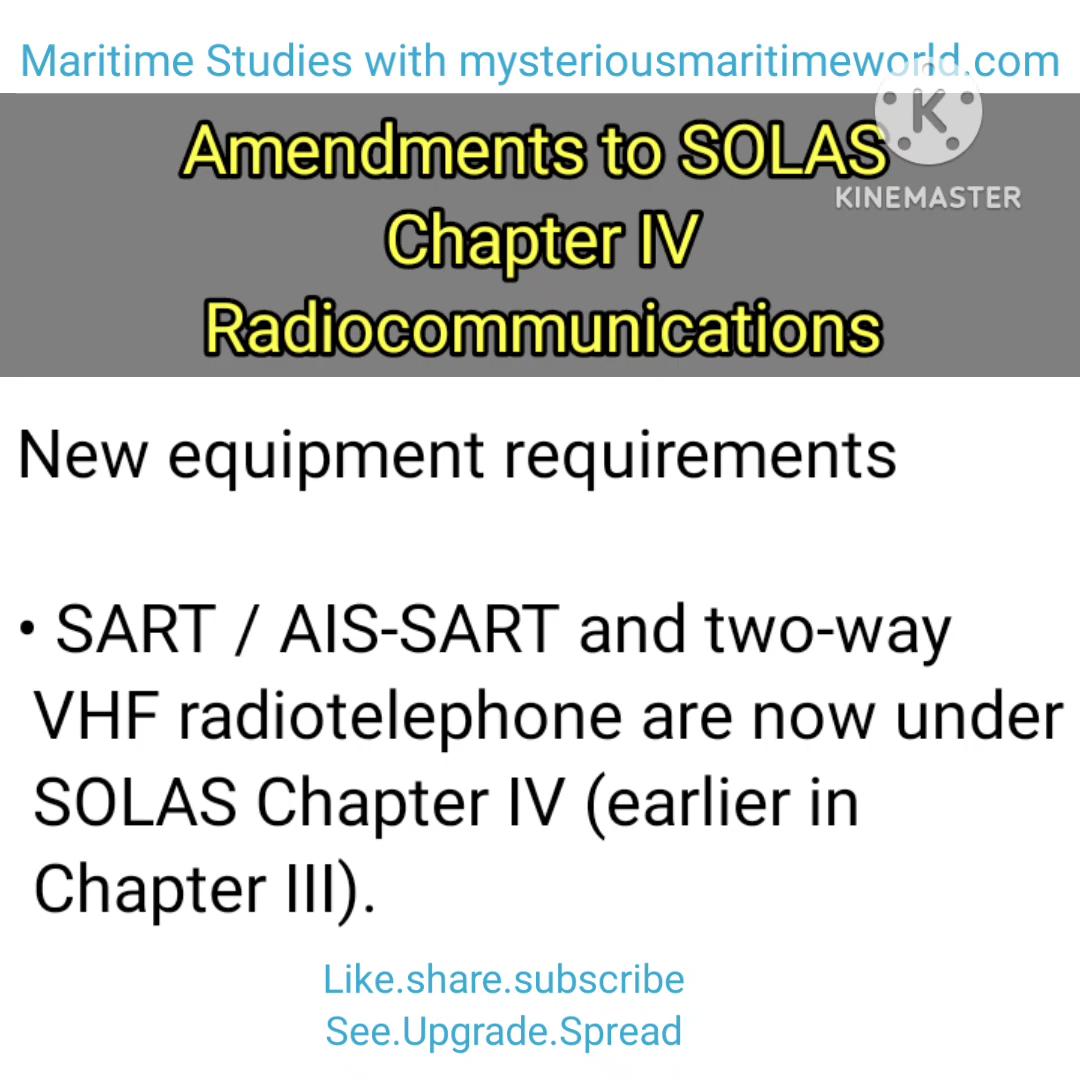 Maritime Studies with mysteriousmaritimeworld.com
K
KINEMASTER
Amendments to SOLAS
Chapter IV
Radiocommunications
New equipment requirements
• SART / AIS-SART and two-way
VHF radiotelephone are now under
SOLAS Chapter IV (earlier in
Chapter III).
Like.share.subscribe
See.Upgrade.Spread